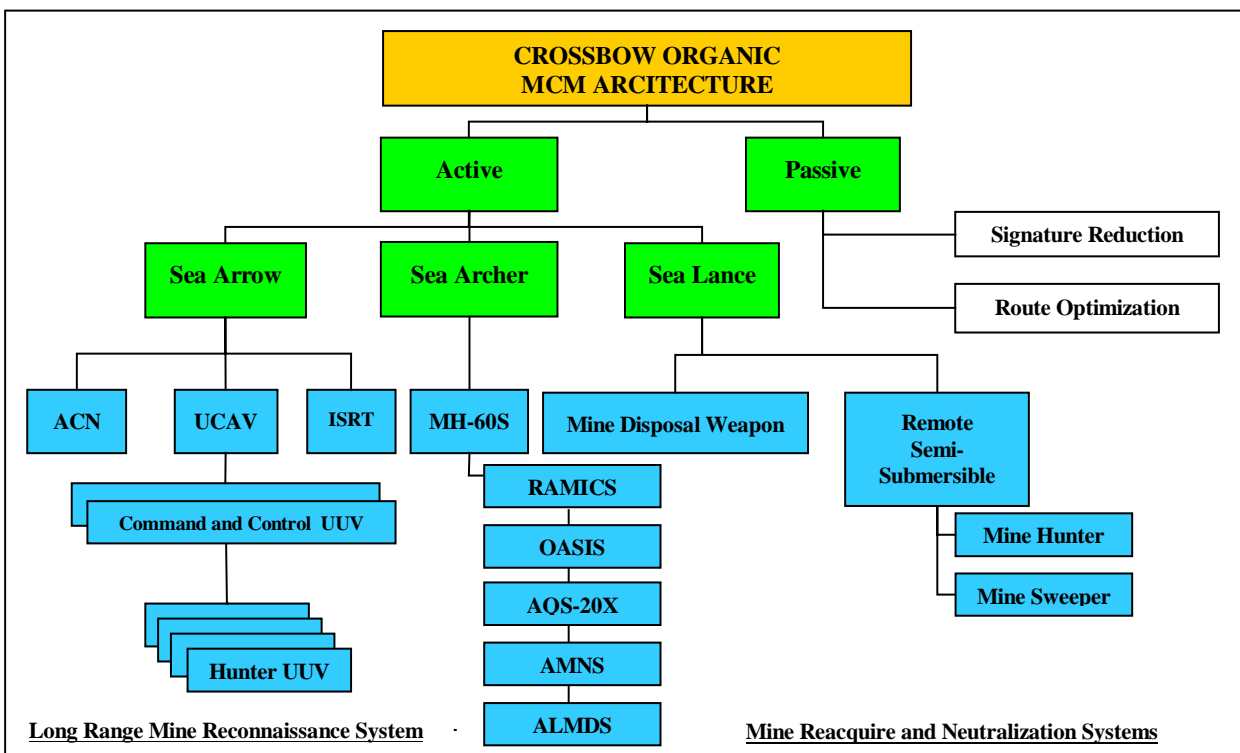 CROSSBOW ORGANIC
MCM ARCITECTURE
Active
Passive
Signature Reduction
Route Optimization
Sea Arrow
Sea Archer
Sea Lance
ACN
UCAV
ISRT
MH-60S
Mine Disposal Weapon
Remote
Semi-
Submersible
Command and Control UUV
Hunter UUV
RAMICS
OASIS
AQS-20X
AMNS
ALMDS
Mine Hunter
Mine Sweeper
Long Range Mine Reconnaissance System
Mine Reacquire and Neutralization Systems